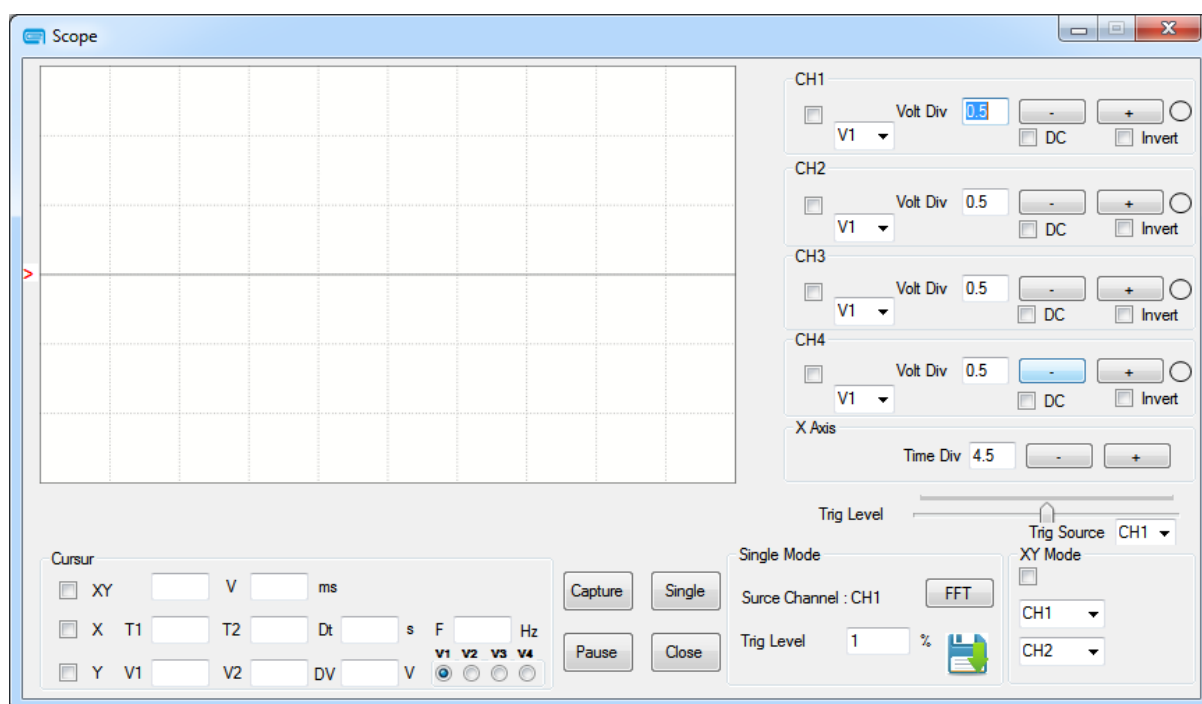 Scope
X
CH1
Volt Div 0.5 - +
V1 DC Invert
CH2
Volt Div 0.5 - +
V1 DC Invert
CH3
Volt Div 0.5 - +
V1 DC Invert
CH4
Volt Div 0.5 - +
V1 DC Invert
X Axis
Time Div 4.5 - +
>
Trig Level
Trig Source CH1
Cursur
XY V ms
X T1 T2 Dt s F Hz
V1 V2 V3 V4
Y V1 V2 DV V
Capture Single
Pause Close
Single Mode
Surce Channel : CH1 FFT
Trig Level 1 %
XY Mode
CH1
CH2